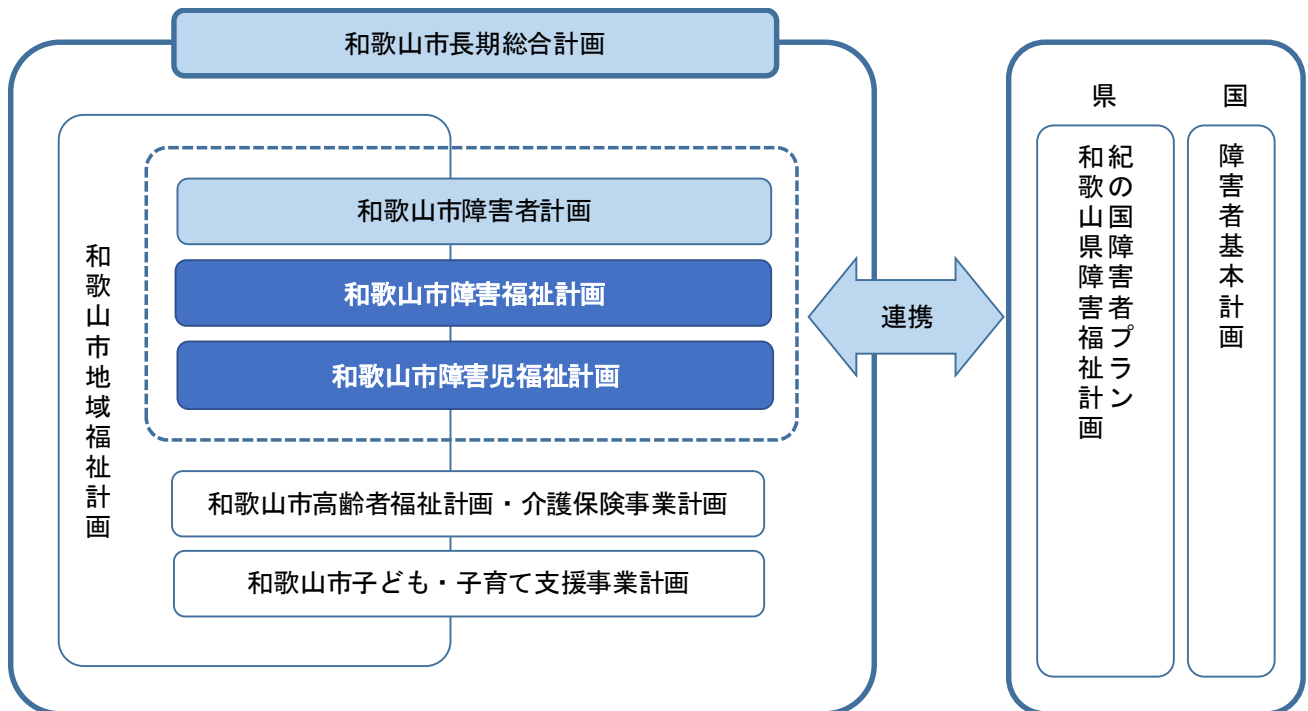 和歌山市長期総合計画
和歌山市地域福祉計画
和歌山市障害者計画
和歌山市障害福祉計画
和歌山市障害児福祉計画
和歌山市高齢者福祉計画・介護保険事業計画
和歌山市子ども・子育て支援事業計画
連携
県
紀の国障害者プラン
和歌山県障害福祉計画
国
障害者基本計画